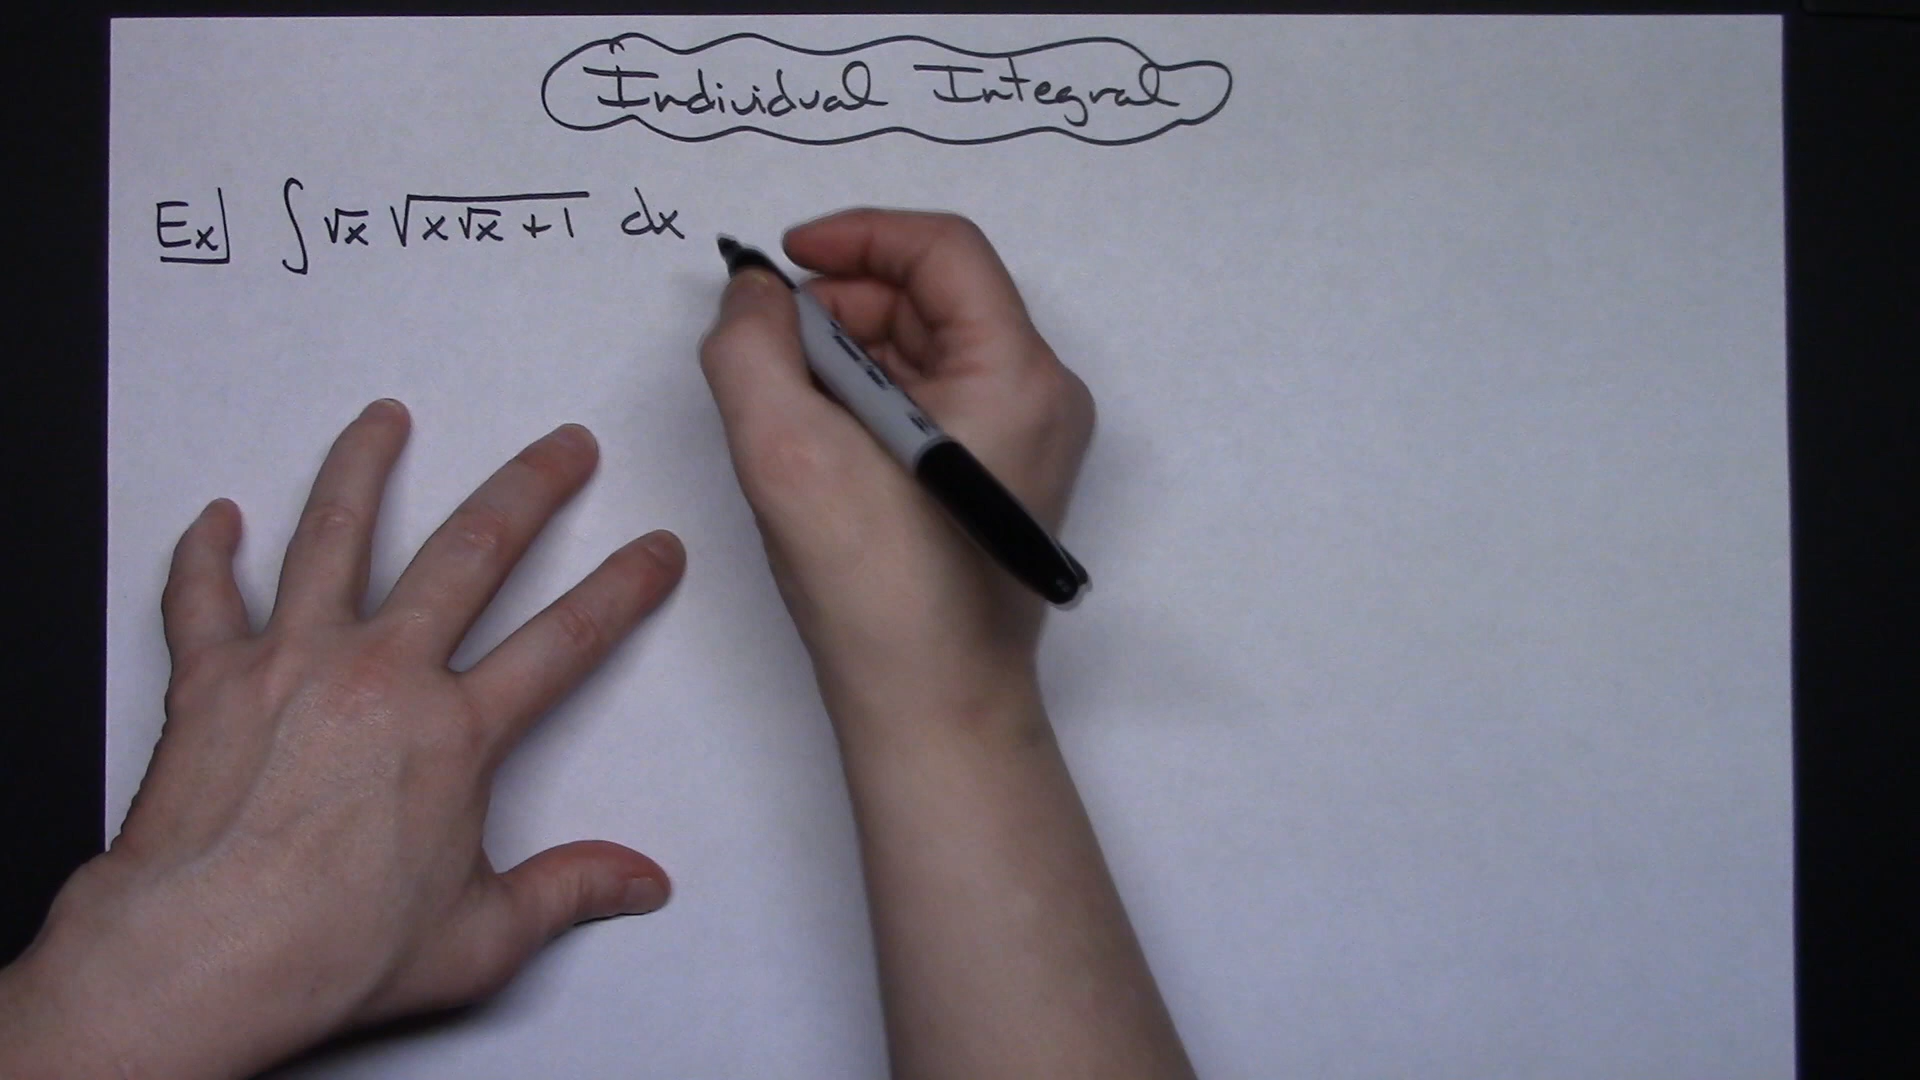 Individual Integral
Ex] ∫ √x √(x√x + 1) dx